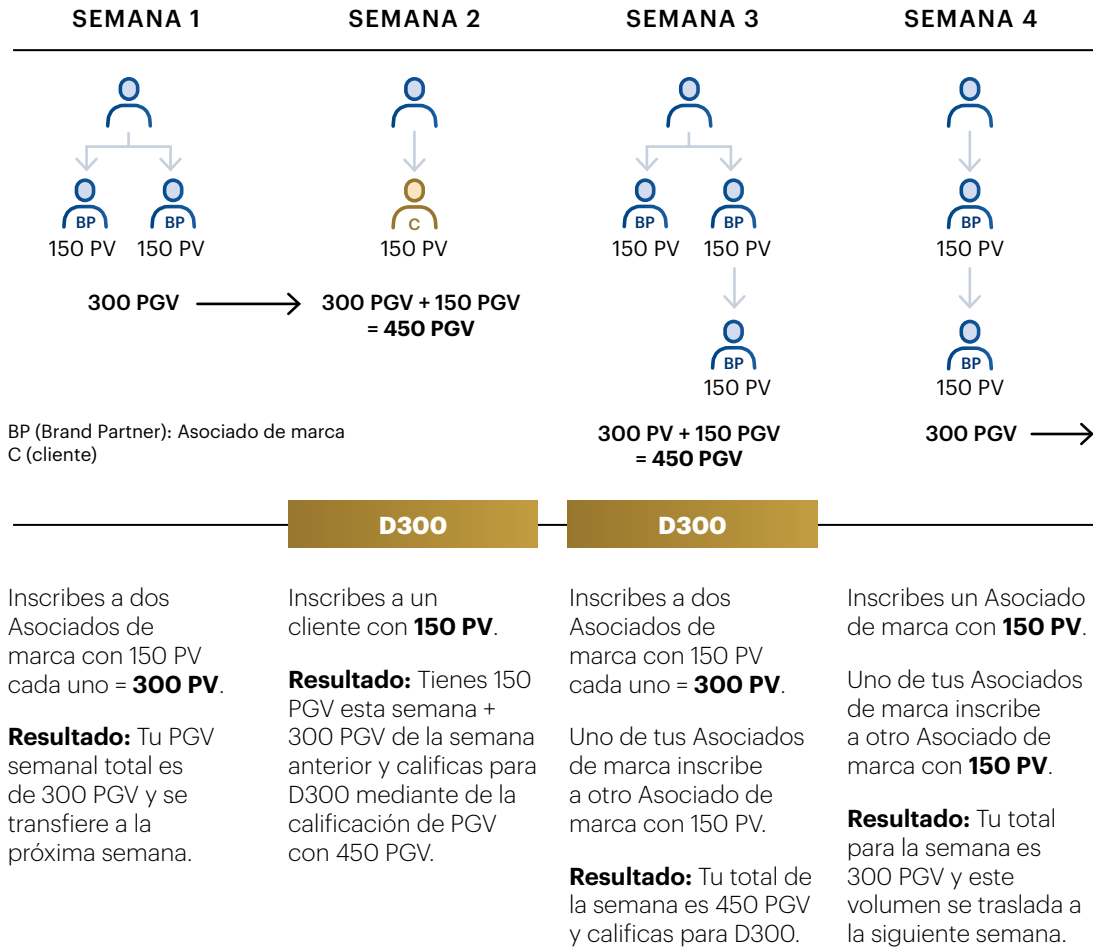 SEMANA 1
SEMANA 2
SEMANA 3
SEMANA 4
BP
150 PV
BP
150 PV
300 PGV
C
150 PV
300 PGV + 150 PGV
= 450 PGV
BP
150 PV
BP
150 PV
BP
150 PV
300 PV + 150 PGV
= 450 PGV
BP
150 PV
BP
150 PV
300 PGV
BP (Brand Partner): Asociado de marca
C (cliente)
D300
D300
Inscribes a dos
Asociados de
marca con 150 PV
cada uno = 300 PV.
Resultado: Tu PGV
semanal total es
de 300 PGV y se
transfiere a la
próxima semana.
Inscribes a un
cliente con 150 PV.
Resultado: Tienes 150
PGV esta semana +
300 PGV de la semana
anterior y calificas para
D300 mediante de la
calificación de PGV
con 450 PGV.
Inscribes a dos
Asociados de
marca con 150 PV
cada uno = 300 PV.
Uno de tus Asociados
de marca inscribe
a otro Asociado de
marca con 150 PV.
Resultado: Tu total de
la semana es 450 PGV
y calificas para D300.
Inscribes un Asociado
de marca con 150 PV.
Uno de tus Asociados
de marca inscribe
a otro Asociado de
marca con 150 PV.
Resultado: Tu total
para la semana es
300 PGV y este
volumen se traslada a
la siguiente semana.